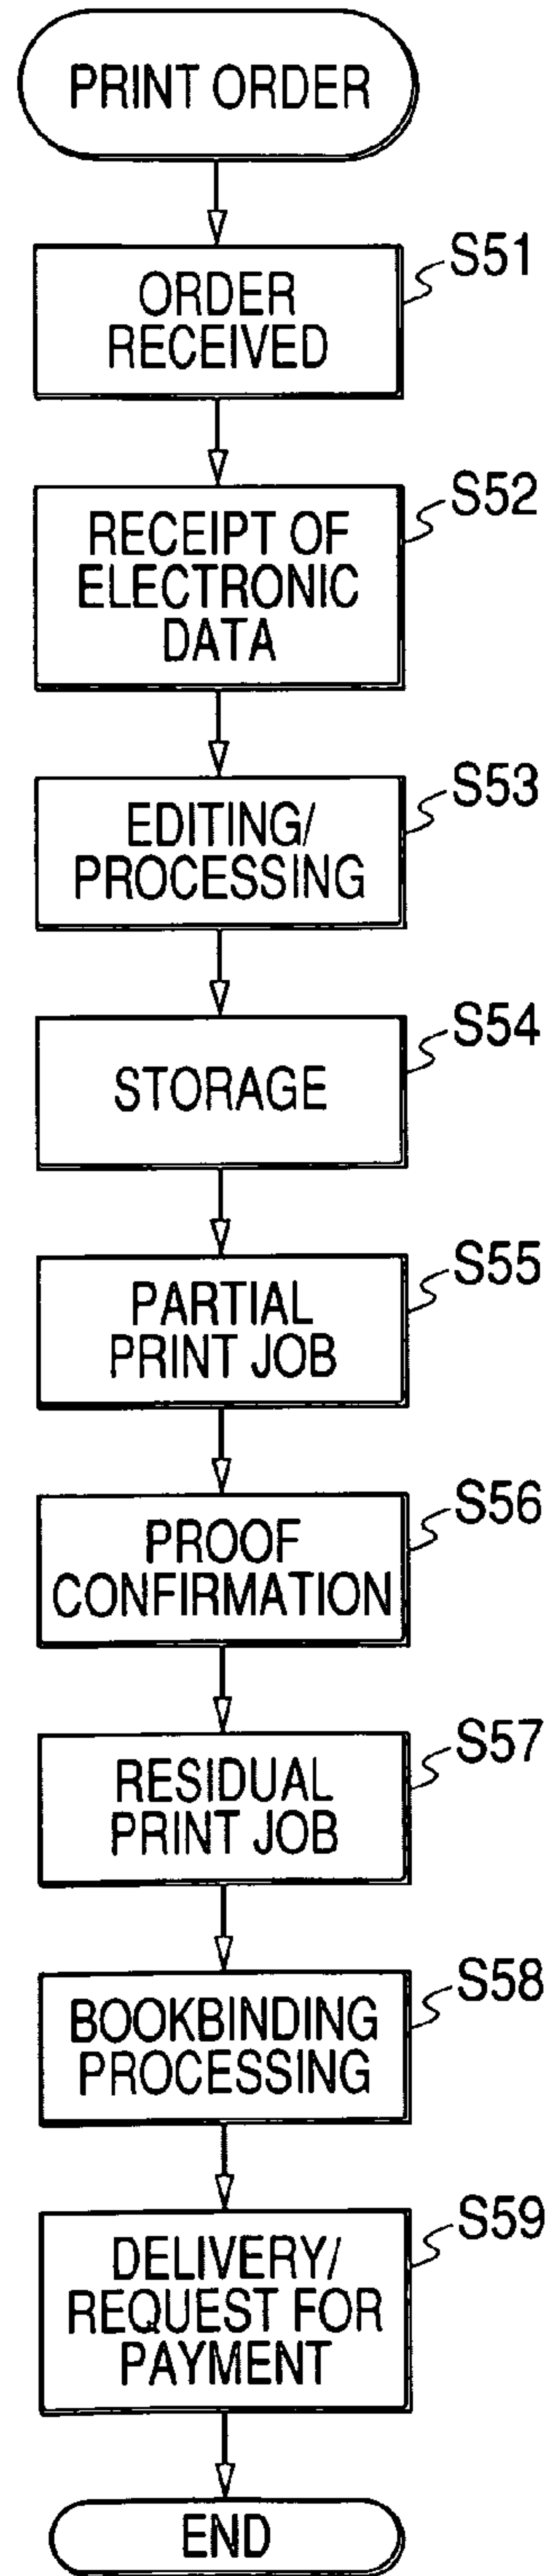 PRINT ORDER
S51
ORDER
RECEIVED
S52
RECEIPT OF
ELECTRONIC
DATA
S53
EDITING/
PROCESSING
S54
STORAGE
S55
PARTIAL
PRINT JOB
S56
PROOF
CONFIRMATION
S57
RESIDUAL
PRINT JOB
S58
BOOKBINDING
PROCESSING
S59
DELIVERY/
REQUEST FOR
PAYMENT
END